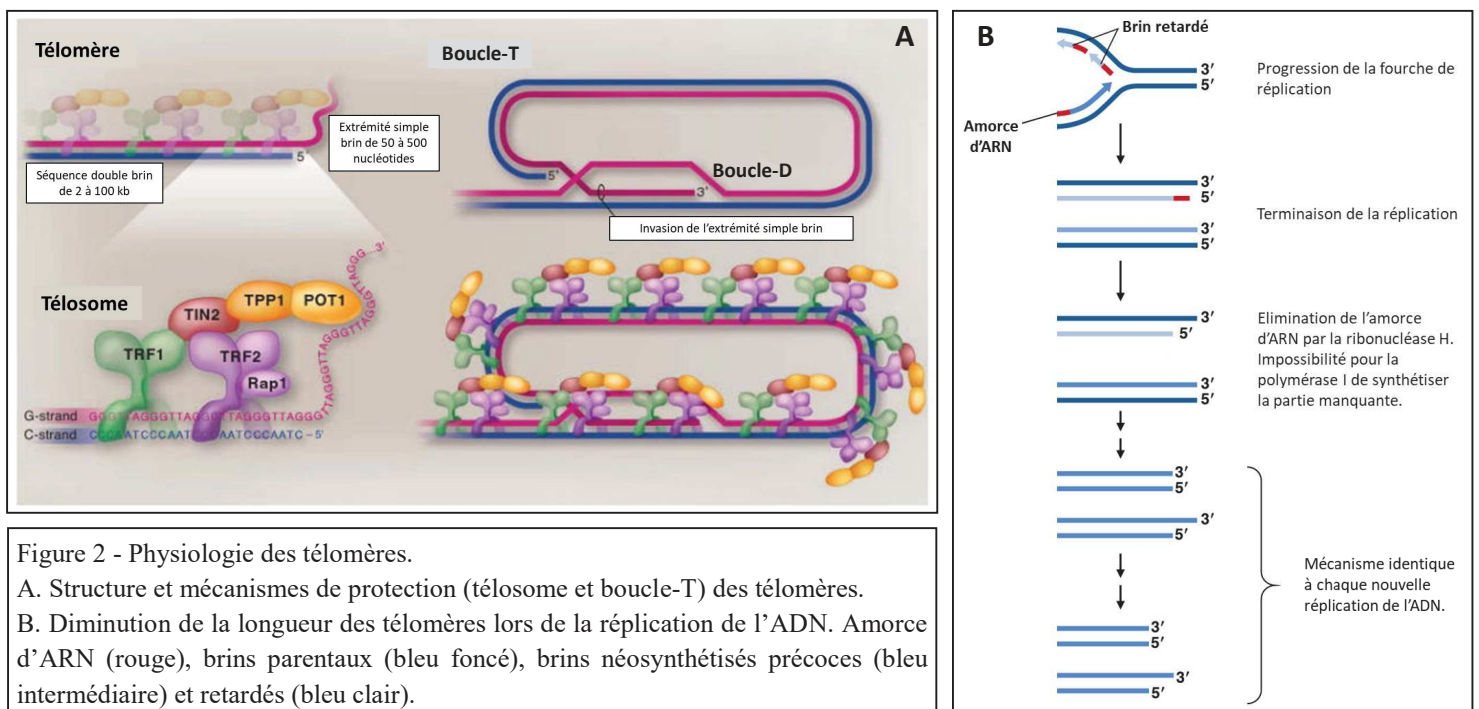 Télomère
Boucle-T
A
Extrémité simple
brin de 50 à 500
nucléotides
5'
Séquence double brin
de 2 à 100 kb
Boucle-D
5'
3'
Invasion de l'extrémité simple brin
Télosome
TIN2
TPP1
POT1
TRF1
TRF2
Rap1
3'
G-strand
C-strand
5'
B
Brin retardé
3'
5'
Progression de la fourche de
réplication
Amorce
d'ARN
3'
5'
3'
5'
Terminaison de la réplication
3'
5'
3'
5'
Elimination de l'amorce
d'ARN par la ribonucléase H.
Impossibilité pour la
polymérase I de synthétiser
la partie manquante.
3'
5'
3'
5'
3'
5'
3'
5'
Mécanisme identique
à chaque nouvelle
réplication de l'ADN.
Figure 2 - Physiologie des télomères.
A. Structure et mécanismes de protection (télosome et boucle-T) des télomères.
B. Diminution de la longueur des télomères lors de la réplication de l'ADN. Amorce
d'ARN (rouge), brins parentaux (bleu foncé), brins néosynthétisés précoces (bleu
intermédiaire) et retardés (bleu clair).